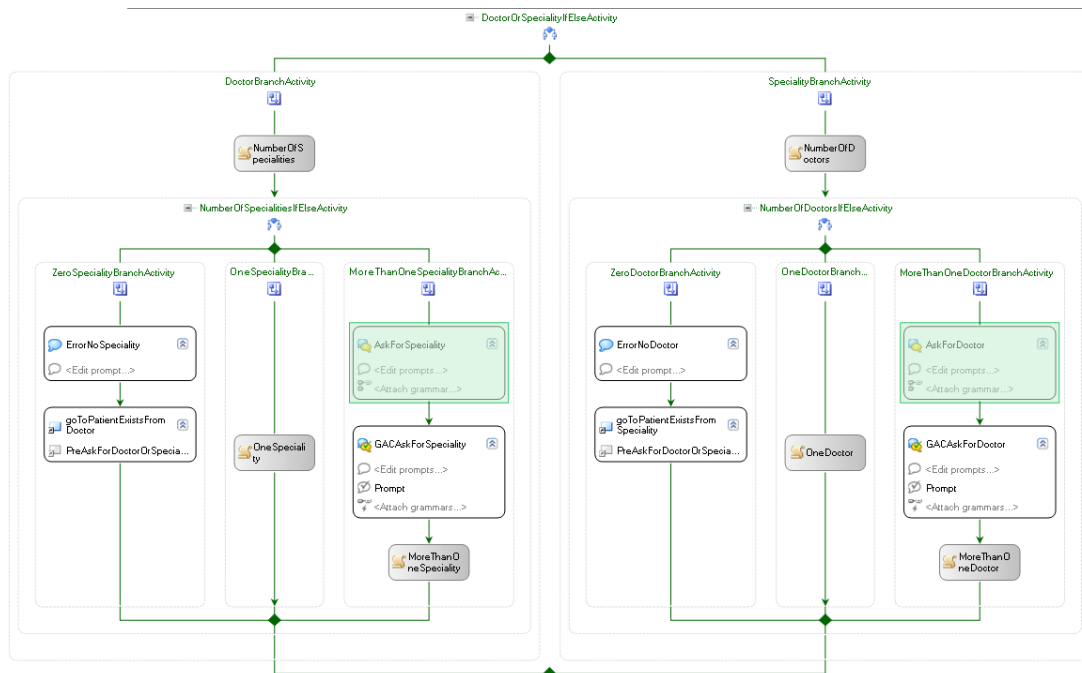 DoctorOrSpecialityIfElseActivity
DoctorBranchActivity
SpecialityBranchActivity
NumberOfS
pecialities
NumberOfD
octors
NumberOfSpecialitiesIfElseActivity
NumberOfDoctorsIfElseActivity
ZeroSpecialityBranchActivity
OneSpecialityBra...
MoreThanOneSpecialityBranchAc...
ZeroDoctorBranchActivity
OneDoctorBranch...
MoreThanOneDoctorBranchActivity
ErrorNoSpeciality
<Edit prompt...>
AskForSpeciality
<Edit prompts...>
<Attach grammar...>
ErrorNoDoctor
<Edit prompt...>
AskForDoctor
<Edit prompts...>
<Attach grammar...>
goToPatientExistsFrom
Doctor
PreAskForDoctorOrSpecia...
OneSpeciali
ty
GACAskForSpeciality
<Edit prompts...>
Prompt
<Attach grammars...>
goToPatientExistsFrom
Speciality
PreAskForDoctorOrSpecia...
OneDoctor
GACAskForDoctor
<Edit prompts...>
Prompt
<Attach grammars...>
MoreThanO
neSpeciality
MoreThanO
neDoctor